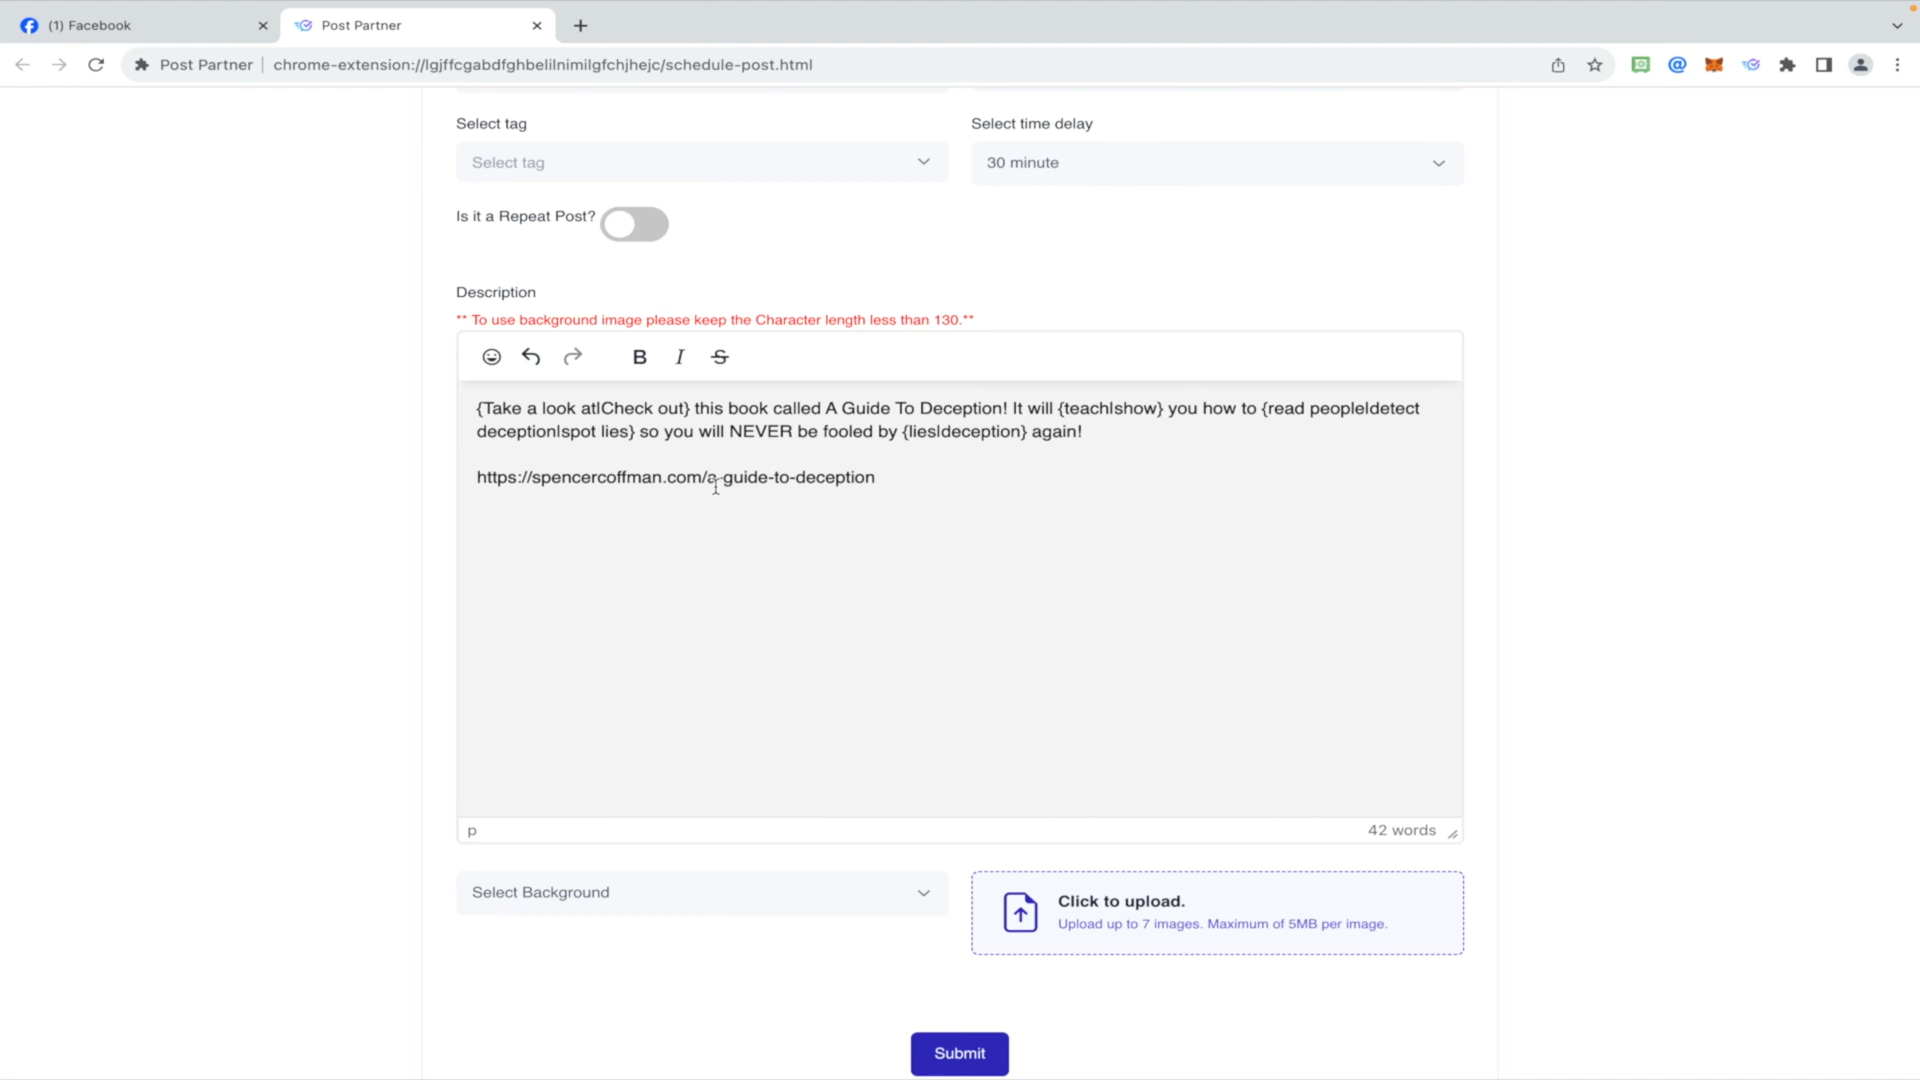 (1) Facebook
Post Partner
Post Partner | chrome-extension://lgjffcgabdfghbelilnimilgfchjhejc/schedule-post.html
Select tag
Select time delay
Select tag
30 minute
Is it a Repeat Post?
Description
** To use background image please keep the Character length less than 130.**
B I S
{Take a look at|Check out} this book called A Guide To Deception! It will {teach|show} you how to {read people|detect
deception|spot lies} so you will NEVER be fooled by {lies|deception} again!
https://spencercoffman.com/a-guide-to-deception
p
42 words
Select Background
Click to upload.
Upload up to 7 images. Maximum of 5MB per image.
Submit